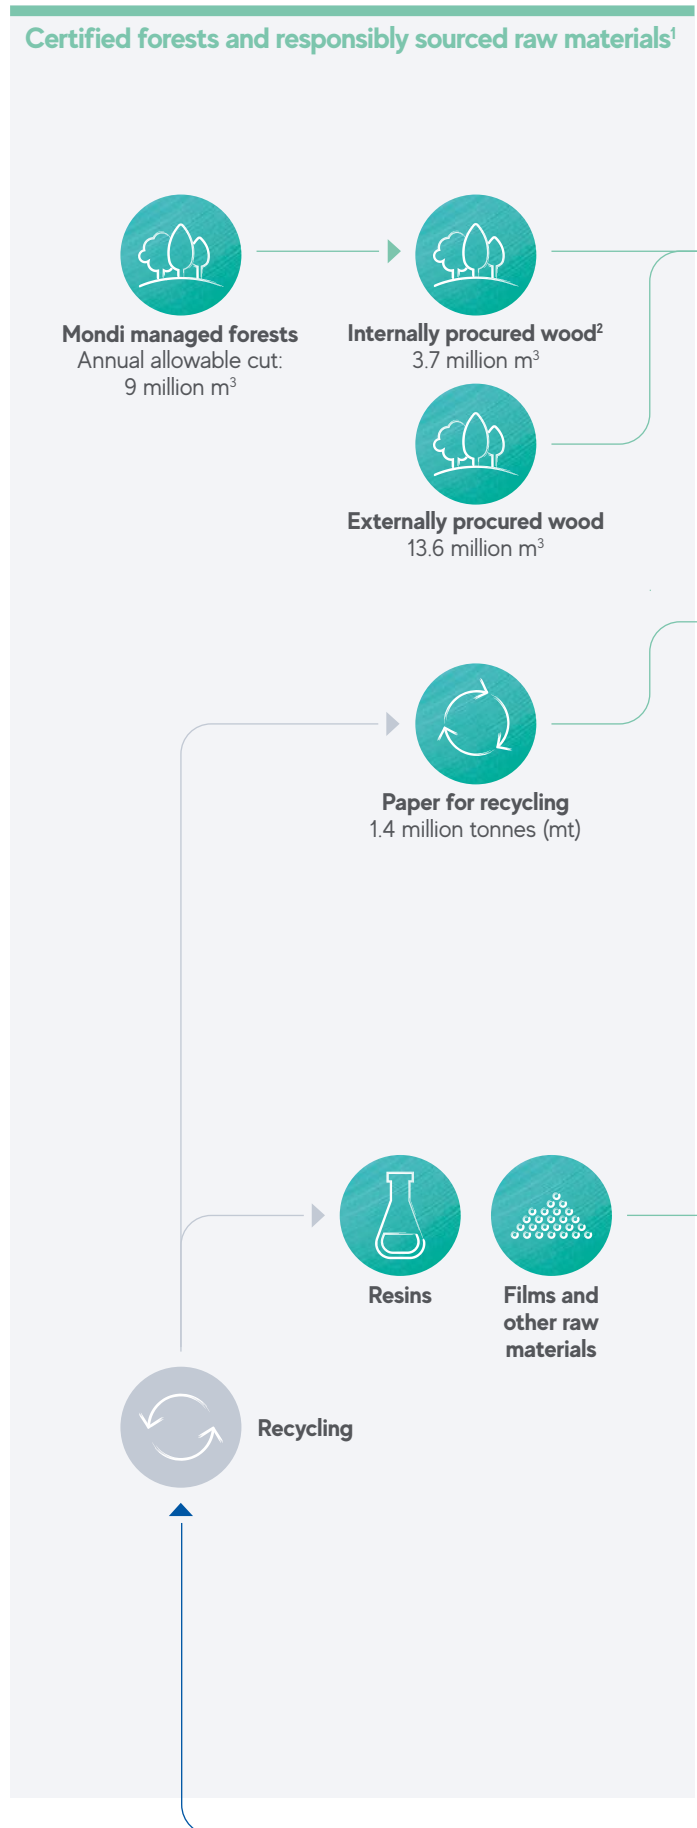 Certified forests and responsibly sourced raw materials¹
Mondi managed forests
Annual allowable cut:
9 million m³
Internally procured wood²
3.7 million m³
Externally procured wood
13.6 million m³
Paper for recycling
1.4 million tonnes (mt)
Resins
Films and
other raw
materials
Recycling